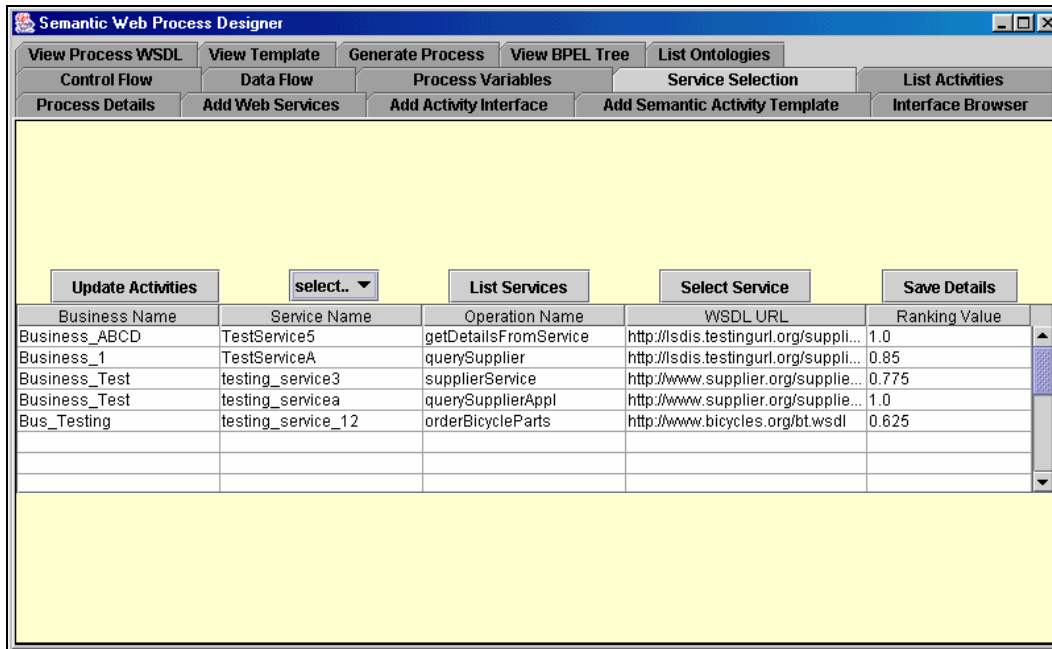 Semantic Web Process Designer
View Process WSDL View Template Generate Process View BPEL Tree List Ontologies
Control Flow Data Flow Process Variables Service Selection List Activities
Process Details Add Web Services Add Activity Interface Add Semantic Activity Template Interface Browser
Update Activities select.. List Services Select Service Save Details
Business Name Service Name Operation Name WSDL URL Ranking Value
Business_ABCD TestService5 getDetailsFromService http://lsdis.testingurl.org/suppli... 1.0
Business_1 TestServiceA querySupplier http://lsdis.testingurl.org/suppli... 0.85
Business_Test testing_service3 supplierService http://www.supplier.org/supplie... 0.775
Business_Test testing_servicea querySupplierAppl http://www.supplier.org/supplie... 1.0
Bus_Testing testing_service_12 orderBicycleParts http://www.bicycles.org/bt.wsdl 0.625